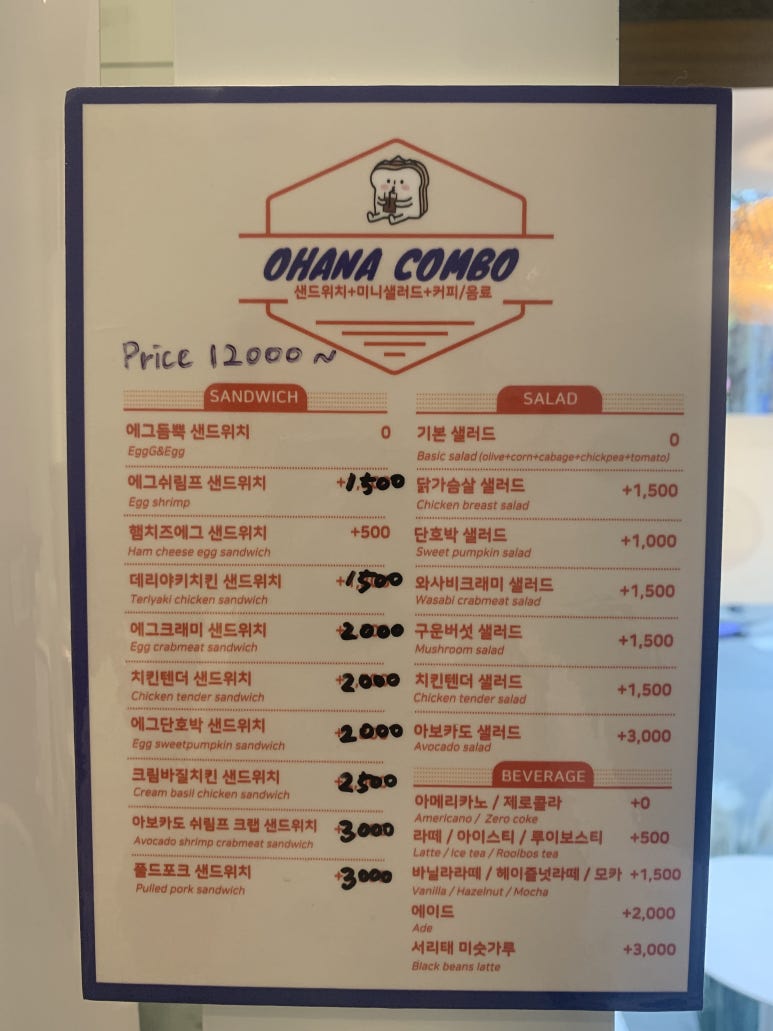 OHANA COMBO
샌드위치+미니샐러드+커피/음료
Price 12000~
SANDWICH
에그듬뿍 샌드위치 0
EggG&Egg
에그쉬림프 샌드위치 +1,500
Egg shrimp
햄치즈에그 샌드위치 +500
Ham cheese egg sandwich
데리야키치킨 샌드위치 1500
Teriyaki chicken sandwich
에그크래미 샌드위치 2000
Egg crabmeat sandwich
치킨텐더 샌드위치 +2,000
Chicken tender sandwich
에그단호박 샌드위치 +2,000
Egg sweetpumpkin sandwich
크림바질치킨 샌드위치 2500
Cream basil chicken sandwich
아보카도 쉬림프 크랩 샌드위치 +3000
Avocado shrimp crabmeat sandwich
풀드포크 샌드위치 +3000
Pulled pork sandwich
SALAD
기본 샐러드 0
Basic salad (olive+corn+cabage+chickpea+tomato)
닭가슴살 샐러드 +1,500
Chicken breast salad
단호박 샐러드 +1,000
Sweet pumpkin salad
와사비크래미 샐러드 +1,500
Wasabi crabmeat salad
구운버섯 샐러드 +1,500
Mushroom salad
치킨텐더 샐러드 +1,500
Chicken tender salad
아보카도 샐러드 +3,000
Avocado salad
BEVERAGE
아메리카노 / 제로콜라 +0
Americano / Zero coke
라떼 / 아이스티 / 루이보스티 +500
Latte / Ice tea / Rooibos tea
바닐라라떼 / 헤이즐넛라떼 / 모카 +1,500
Vanilla / Hazelnut / Mocha
에이드 +2,000
Ade
서리태 미숫가루 +3,000
Black beans latte